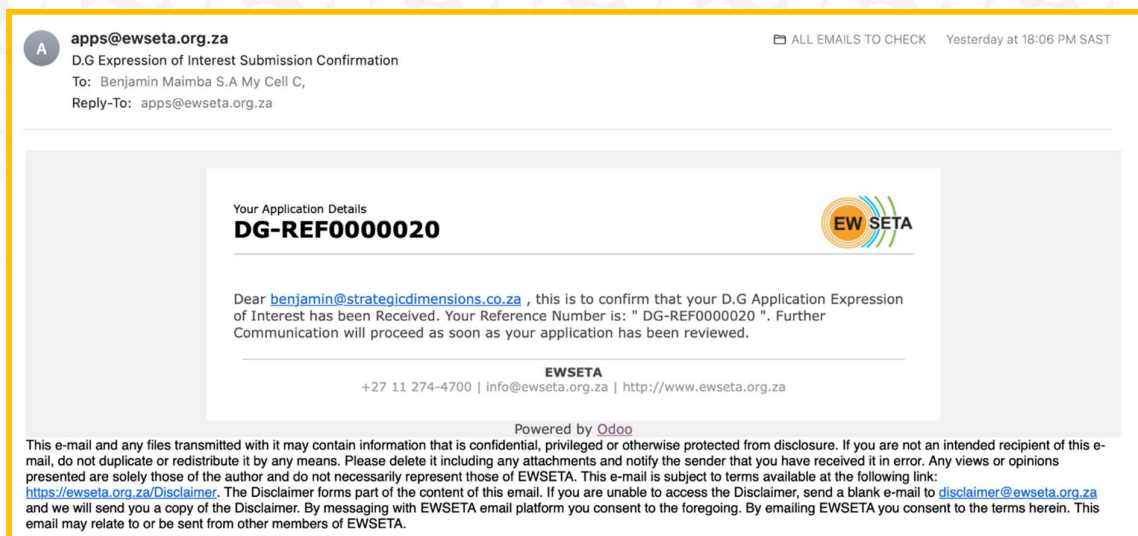 A
apps@ewseta.org.za
ALL EMAILS TO CHECK Yesterday at 18:06 PM SAST
D.G Expression of Interest Submission Confirmation
To: Benjamin Maimba S.A My Cell C,
Reply-To: apps@ewseta.org.za
Your Application Details
DG-REF0000020
EW SETA
Dear benjamin@strategicdimensions.co.za , this is to confirm that your D.G Application Expression
of Interest has been Received. Your Reference Number is: " DG-REF0000020 ". Further
Communication will proceed as soon as your application has been reviewed.
EWSETA
+27 11 274-4700 | info@ewseta.org.za | http://www.ewseta.org.za
Powered by Odoo
This e-mail and any files transmitted with it may contain information that is confidential, privileged or otherwise protected from disclosure. If you are not an intended recipient of this e-
mail, do not duplicate or redistribute it by any means. Please delete it including any attachments and notify the sender that you have received it in error. Any views or opinions
presented are solely those of the author and do not necessarily represent those of EWSETA. This e-mail is subject to terms available at the following link:
https://ewseta.org.za/Disclaimer. The Disclaimer forms part of the content of this email. If you are unable to access the Disclaimer, send a blank e-mail to disclaimer@ewseta.org.za
and we will send you a copy of the Disclaimer. By messaging with EWSETA email platform you consent to the foregoing. By emailing EWSETA you consent to the terms herein. This
email may relate to or be sent from other members of EWSETA.